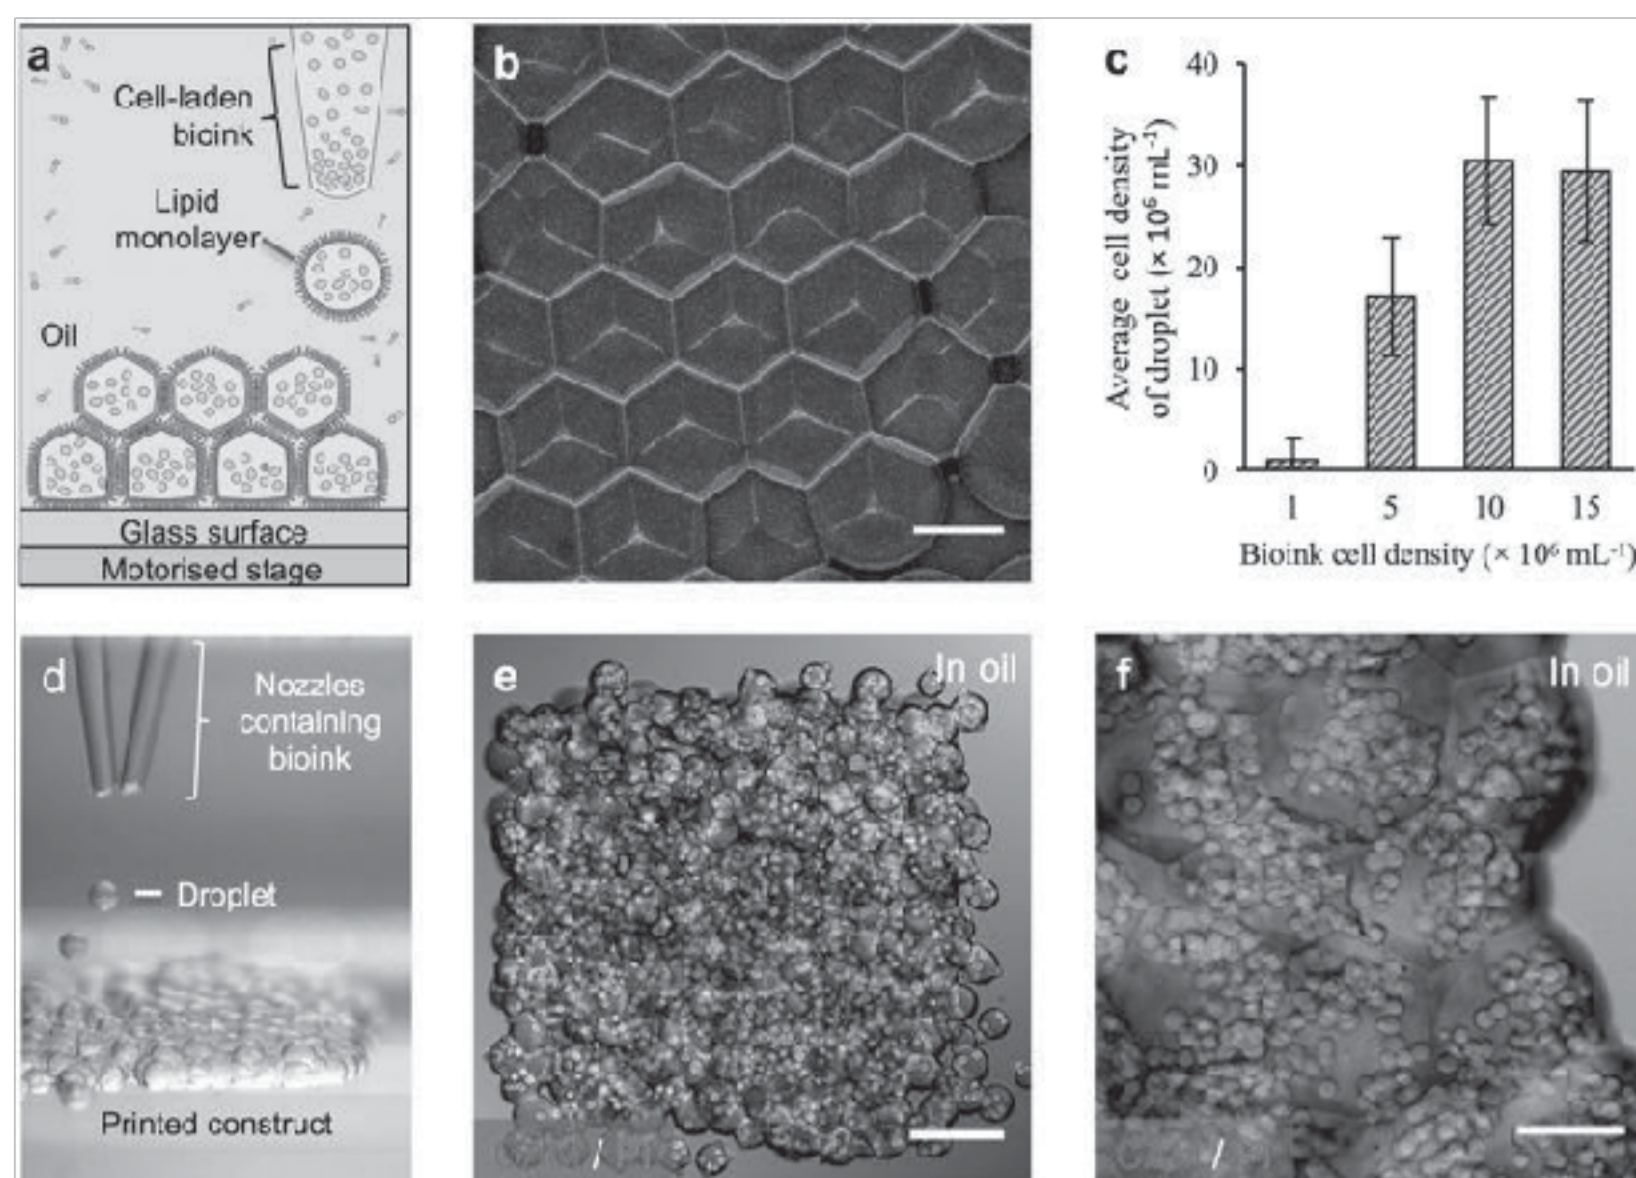 a
Cell-laden
bioink
Lipid
monolayer
Oil
Glass surface
Motorised stage
b
c
Average cell density
of droplet (× 10⁶ mL⁻¹)
40
30
20
10
0
1
5
10
15
Bioink cell density (× 10⁶ mL⁻¹)
d
Nozzles
containing
bioink
Droplet
Printed construct
e
In oil
f
In oil